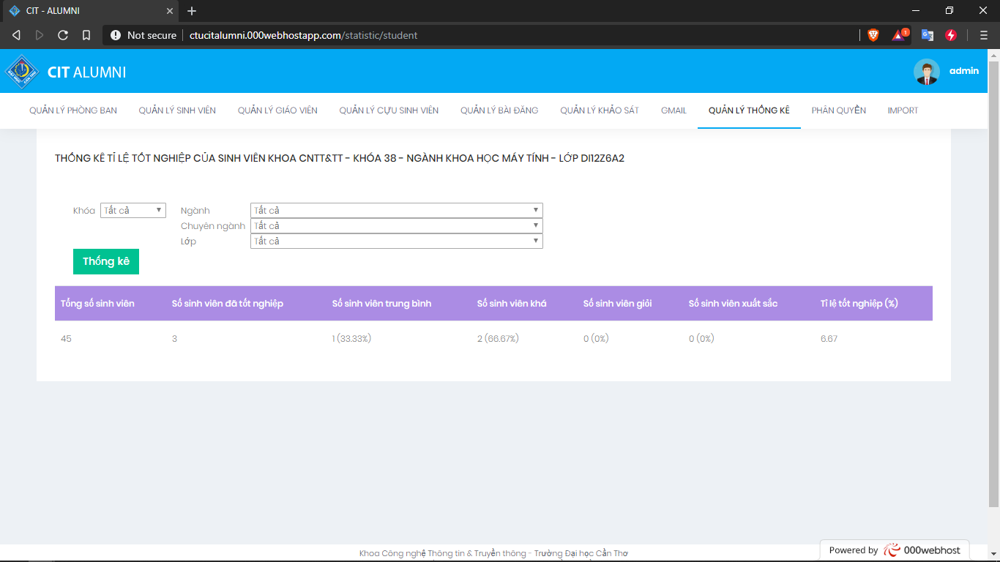 CIT - ALUMNI
Not secure ctucitalumni.000webhostapp.com/statistic/student
1
CIT ALUMNI
admin
QUẢN LÝ PHÒNG BAN QUẢN LÝ SINH VIÊN QUẢN LÝ GIÁO VIÊN QUẢN LÝ CỰU SINH VIÊN QUẢN LÝ BÀI ĐĂNG QUẢN LÝ KHẢO SÁT GMAIL QUẢN LÝ THỐNG KÊ PHÂN QUYỀN IMPORT
THỐNG KÊ TỈ LỆ TỐT NGHIỆP CỦA SINH VIÊN KHOA CNTT&TT - KHÓA 38 - NGÀNH KHOA HỌC MÁY TÍNH - LỚP DI12Z6A2
Khóa Tất cả Ngành Tất cả
Chuyên ngành Tất cả
Lớp Tất cả
Thống kê
Tổng số sinh viên Số sinh viên đã tốt nghiệp Số sinh viên trung bình Số sinh viên khá Số sinh viên giỏi Số sinh viên xuất sắc Tỉ lệ tốt nghiệp (%)
45 3 1 (33.33%) 2 (66.67%) 0 (0%) 0 (0%) 6.67
Khoa Công nghệ Thông tin & Truyền thông - Trường Đại học Cần Thơ
Powered by 000webhost